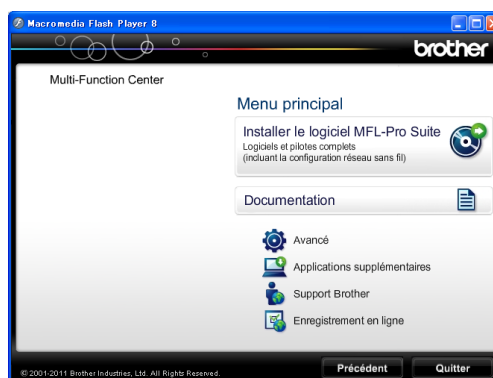 Macromedia Flash Player 8
brother
Multi-Function Center
Menu principal
Installer le logiciel MFL-Pro Suite
Logiciels et pilotes complets
(incluant la configuration réseau sans fil)
Documentation
Avancé
Applications supplémentaires
Support Brother
Enregistrement en ligne
© 2001-2011 Brother Industries, Ltd. All Rights Reserved.
Précédent
Quitter